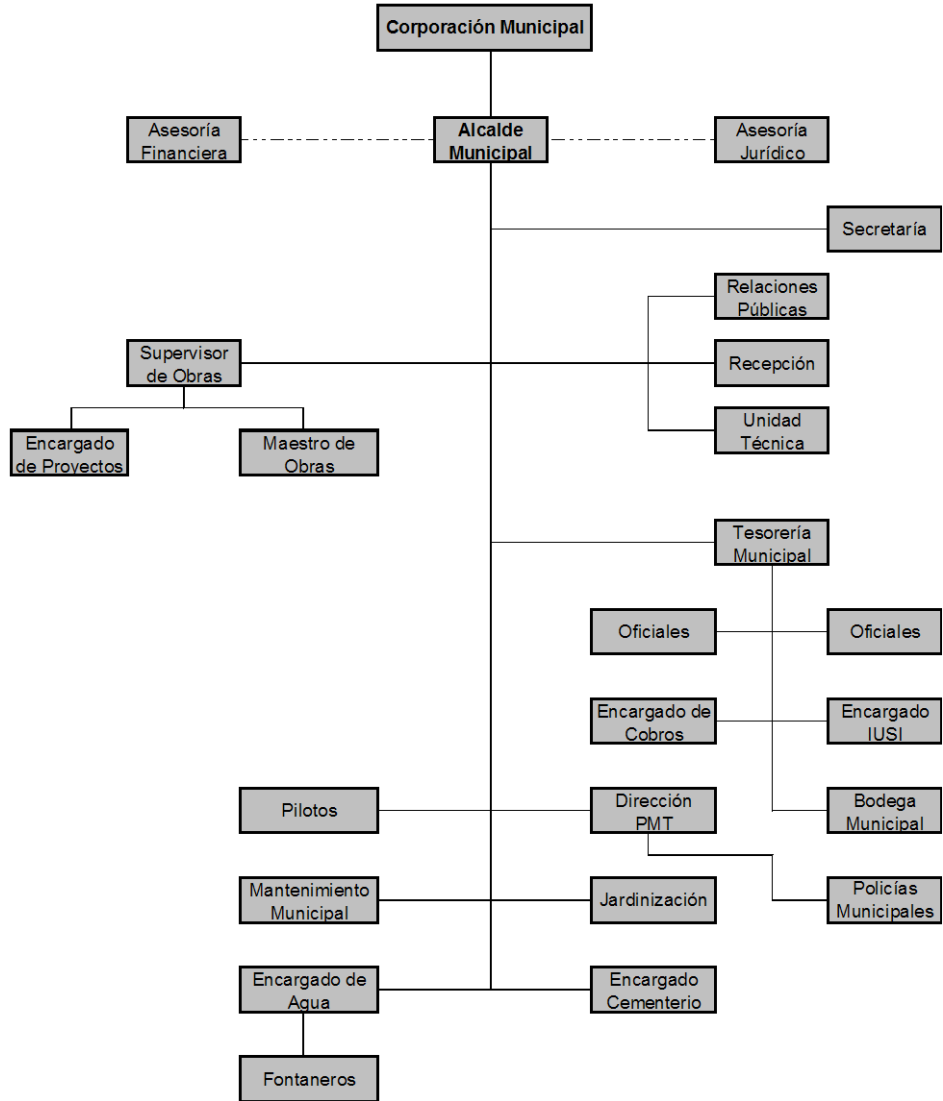 Corporación Municipal
Asesoría
Financiera
Alcalde
Municipal
Asesoría
Jurídico
Secretaría
Relaciones
Públicas
Supervisor
de Obras
Recepción
Encargado
de Proyectos
Maestro de
Obras
Unidad
Técnica
Tesorería
Municipal
Oficiales
Oficiales
Encargado de
Cobros
Encargado
IUSI
Pilotos
Dirección
PMT
Bodega
Municipal
Mantenimiento
Municipal
Jardinización
Policías
Municipales
Encargado de
Agua
Encargado
Cementerio
Fontaneros